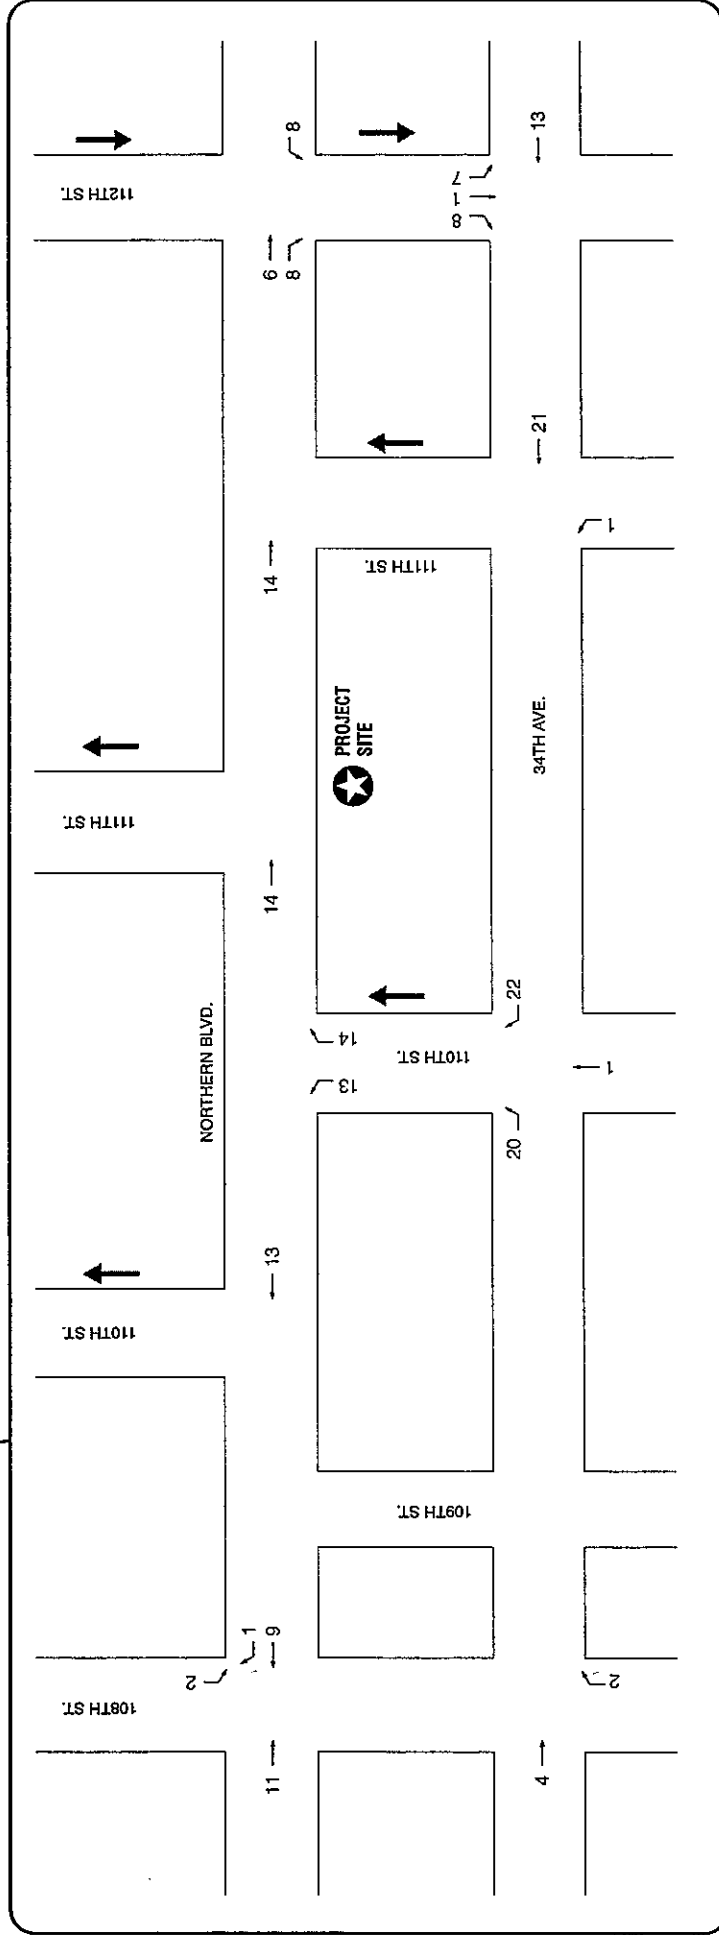 8
13
112TH ST.
7
1
8
6
8
21
14
1
111TH ST.
PROJECT
SITE
34TH AVE.
111TH ST.
14
NORTHERN BLVD.
22
14
110TH ST.
13
1
20
13
110TH ST.
109TH ST.
1
9
2
2
108TH ST.
11
4